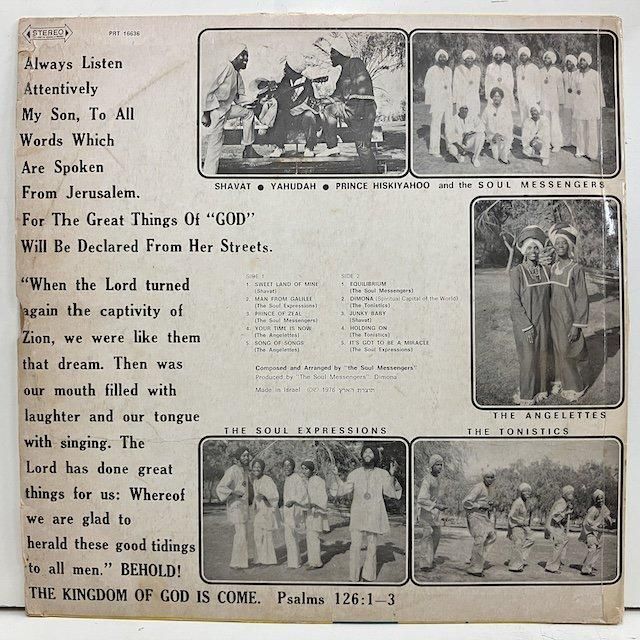 STEREO
PRT 16636
Always Listen
Attentively
My Son, To All
Words Which
Are Spoken
From Jerusalem.
For The Great Things Of "GOD"
Will Be Declared From Her Streets.
"When the Lord turned
again the captivity of
Zion, we were like them
that dream. Then was
our mouth filled with
laughter and our tongue
with singing. The
Lord has done great
things for us: Whereof
we are glad to
herald these good tidings
to all men." BEHOLD!
THE KINGDOM OF GOD IS COME. Psalms 126:1-3
SHAVAT ● YAHUDAH ● PRINCE HISKIYAHOO and the SOUL MESSENGERS
SIDE 1
1. SWEET LAND OF MINE
(Shavat)
2. MAN FROM GALILEE
(The Soul Expressions)
3. PRINCE OF ZEAL
(The Soul Messengers)
4. YOUR TIME IS NOW
(The Angelettes)
5. SONG OF SONGS
(The Angelettes)
SIDE 2
1. EQUILIBRIUM
(The Soul Messengers)
2. DIMONA (Spiritual Capital of the World)
(The Tonistics)
3. JUNKY BABY
(Shavat)
4. HOLDING ON
(The Tonistics)
5. IT'S GOT TO BE A MIRACLE
(The Soul Expressions)
Composed and Arranged by "the Soul Messengers"
Produced by "The Soul Messengers" Dimona
Made in Israel 1976 תוצרת הארץ
THE ANGELETTES
THE SOUL EXPRESSIONS
THE TONISTICS